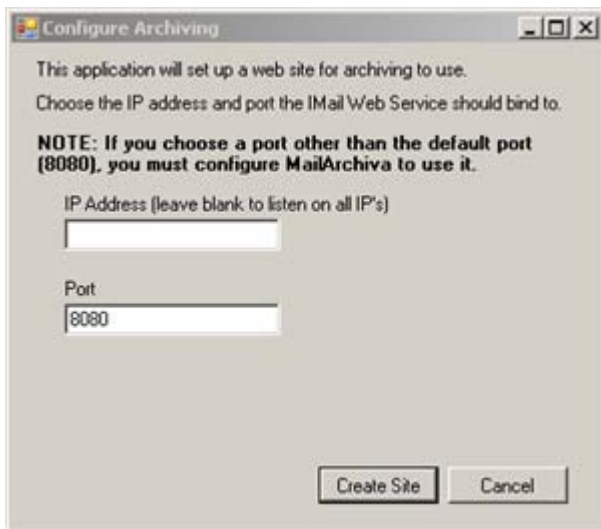 Configure Archiving
This application will set up a web site for archiving to use.
Choose the IP address and port the IMail Web Service should bind to.
NOTE: If you choose a port other than the default port
(8080), you must configure MailArchiva to use it.
IP Address (leave blank to listen on all IP's)
Port
8080
Create Site
Cancel